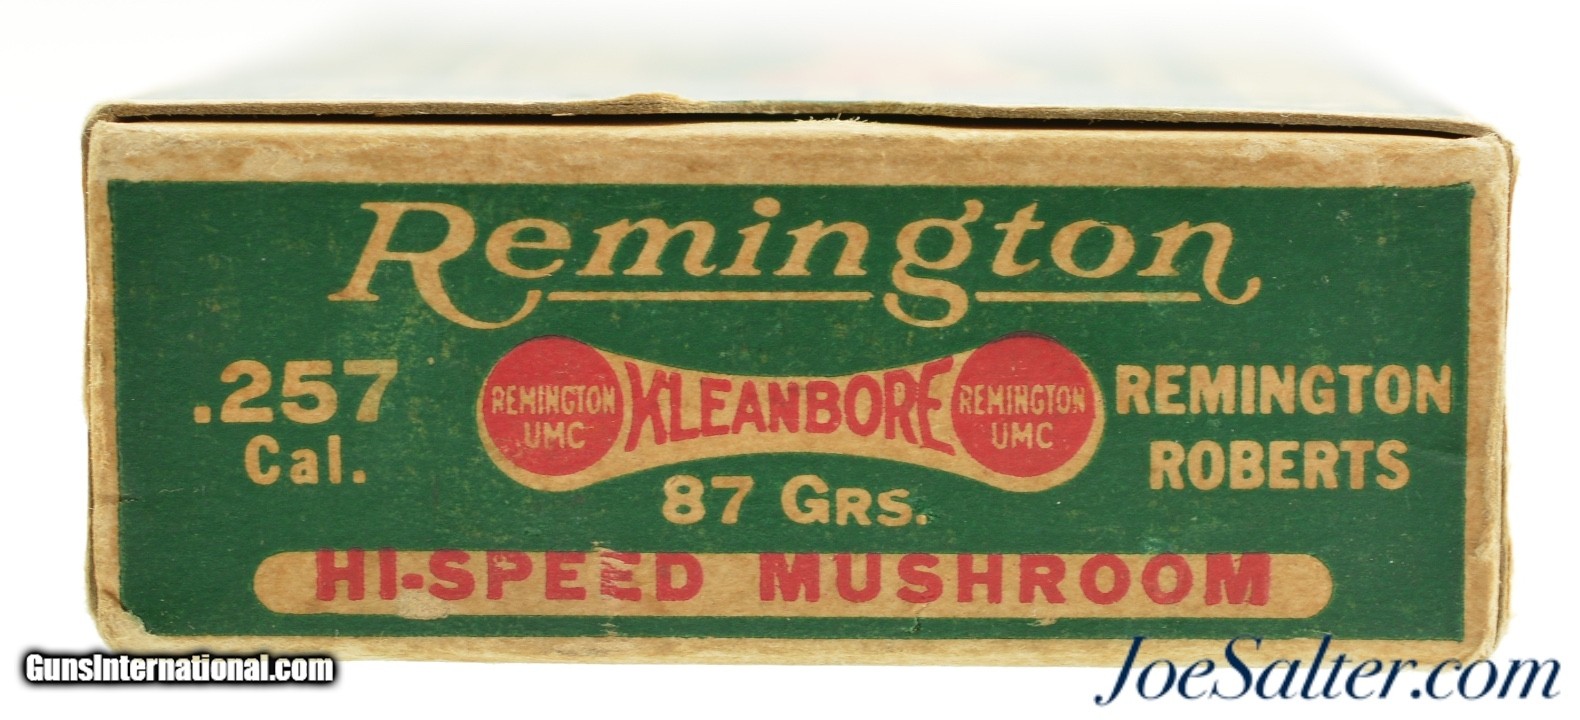 Remington
.257
Cal.
REMINGTON
UMC
KLEANBORE
REMINGTON
UMC
REMINGTON
ROBERTS
87 GRS.
HI-SPEED MUSHROOM
GunsInternational.com
JoeSalter.com